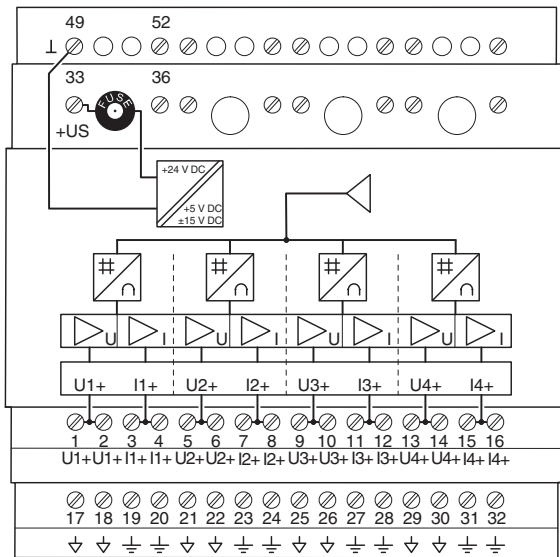 49 52
⊥
33 36
FUSE
+US
+24 V DC
+5 V DC
±15 V DC
# # # #
∩ ∩ ∩ ∩
U I U I U I U I
U1+ I1+ U2+ I2+ U3+ I3+ U4+ I4+
1 2 3 4 5 6 7 8 9 10 11 12 13 14 15 16
U1+ U1+ I1+ I1+ U2+ U2+ I2+ I2+ U3+ U3+ I3+ I3+ U4+ U4+ I4+ I4+
17 18 19 20 21 22 23 24 25 26 27 28 29 30 31 32